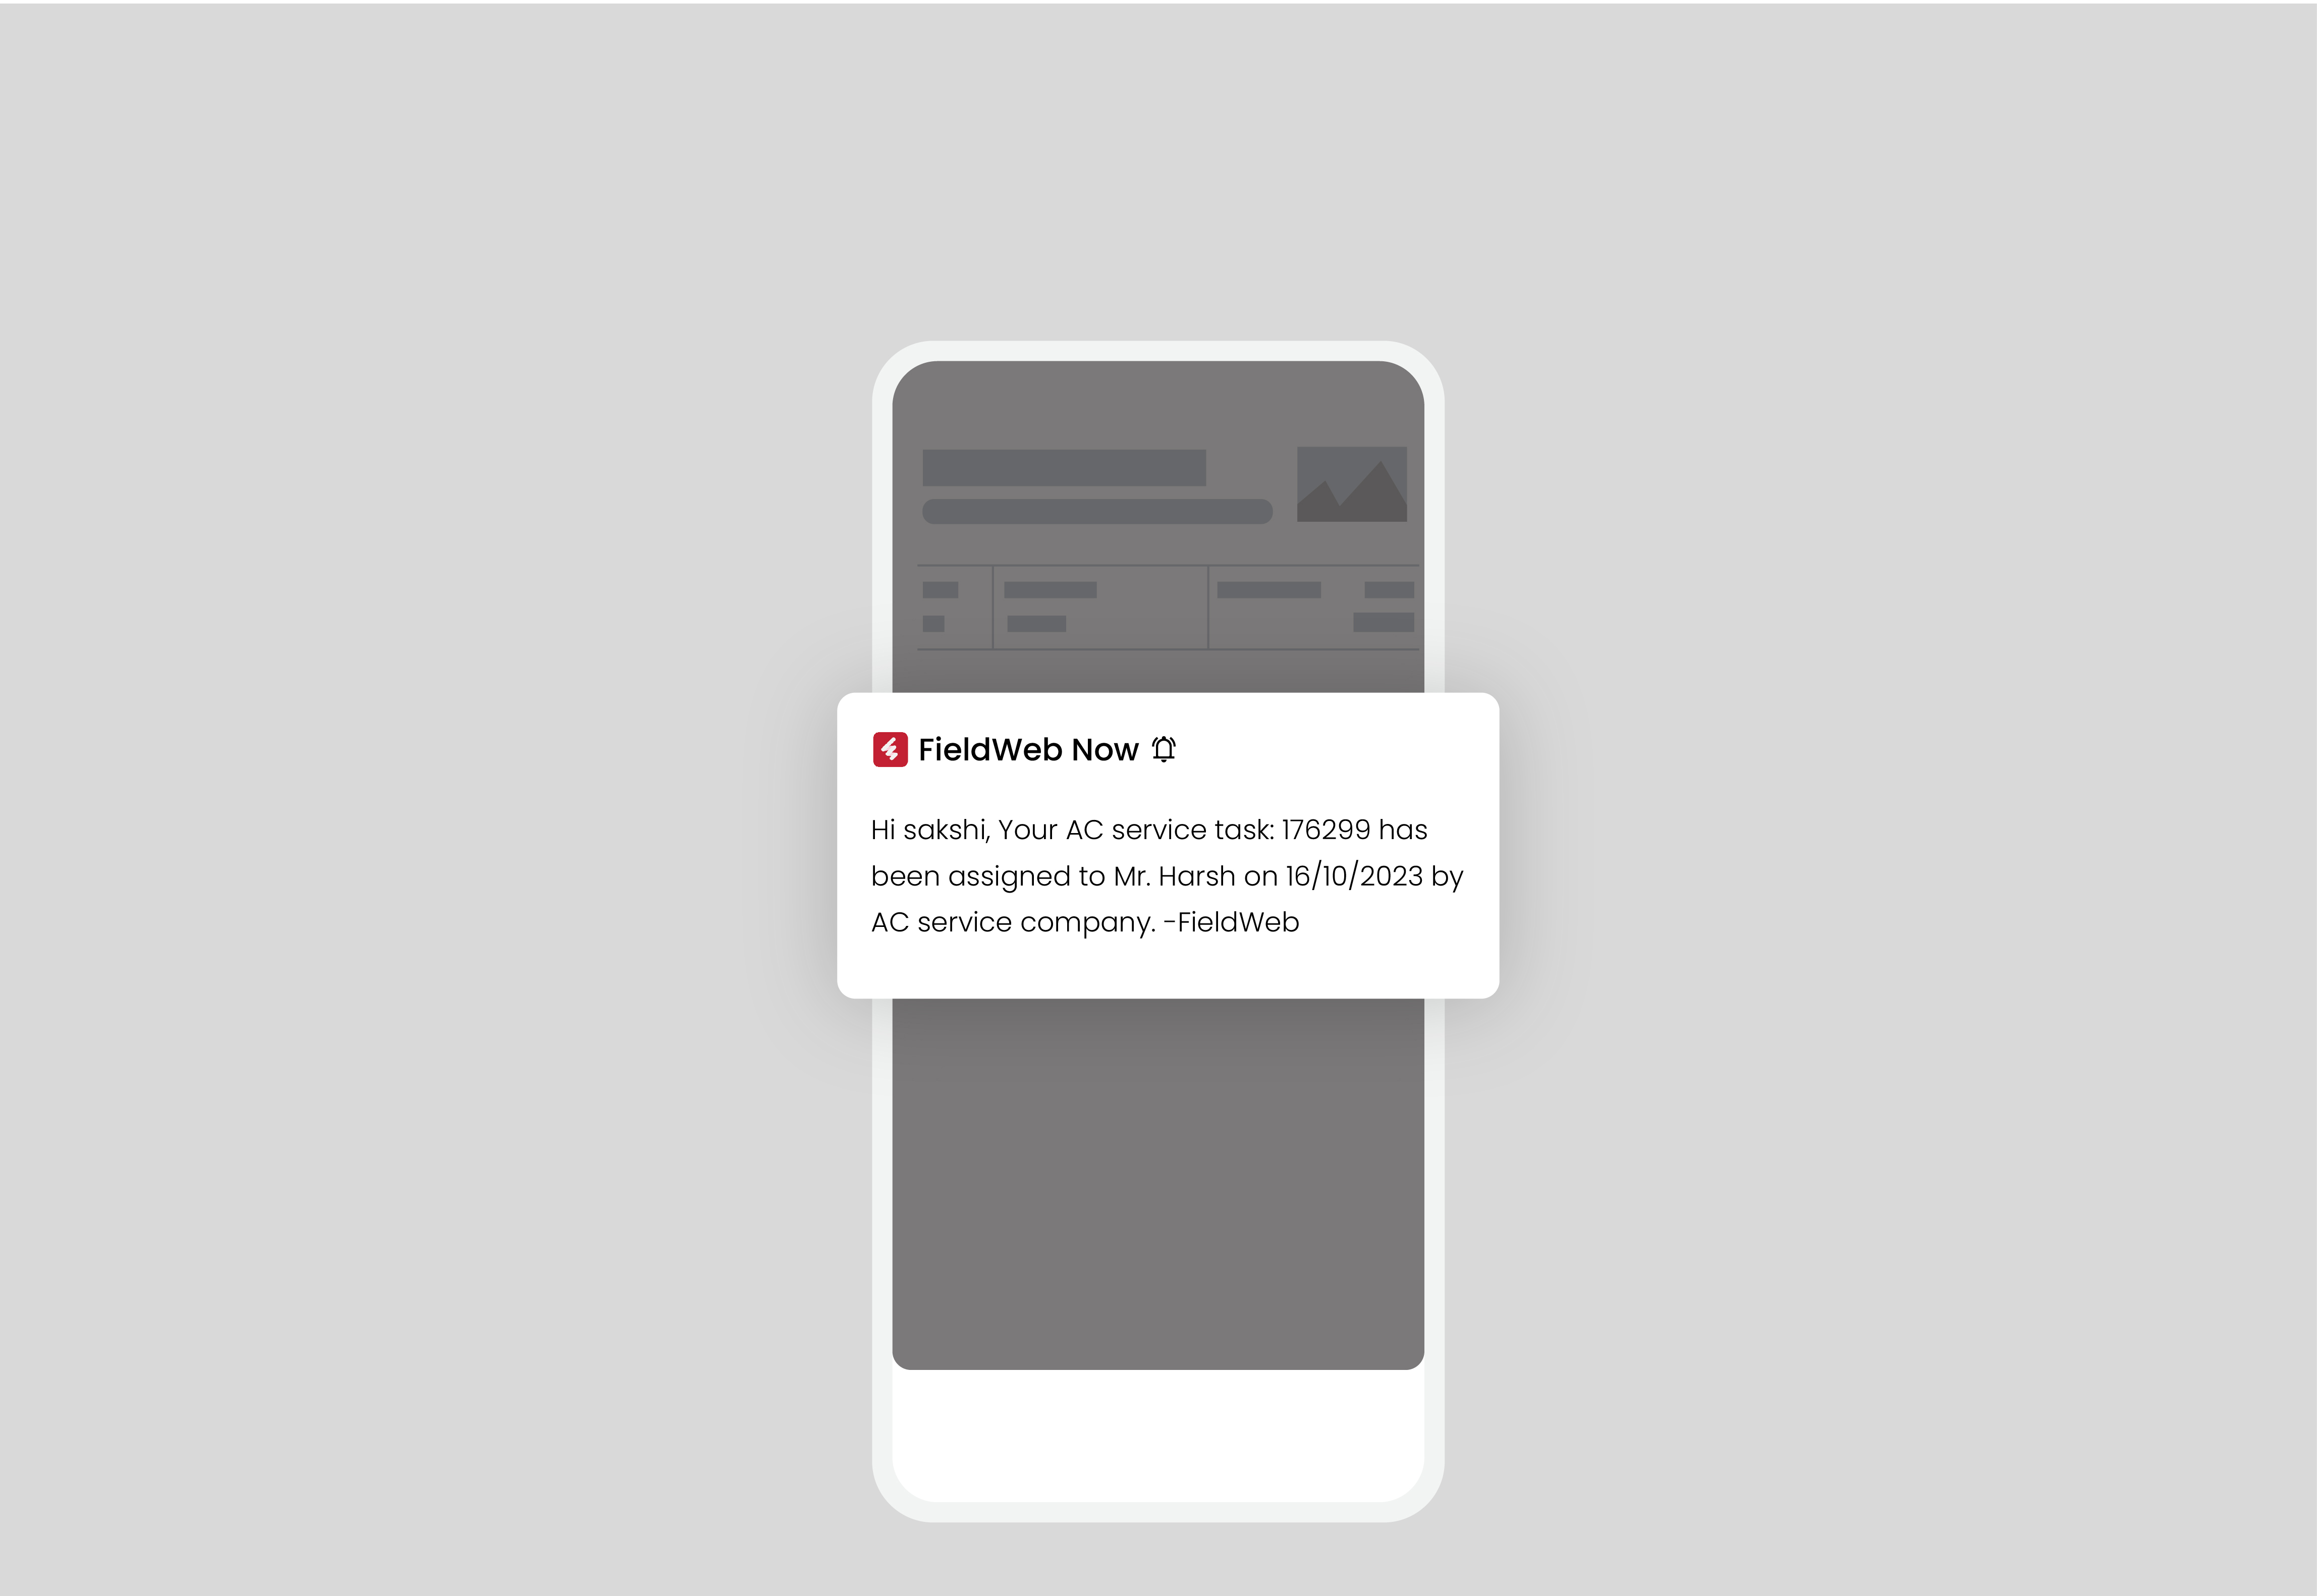 FieldWeb Now
Hi sakshi, Your AC service task: 176299 has
been assigned to Mr. Harsh on 16/10/2023 by
AC service company. -FieldWeb